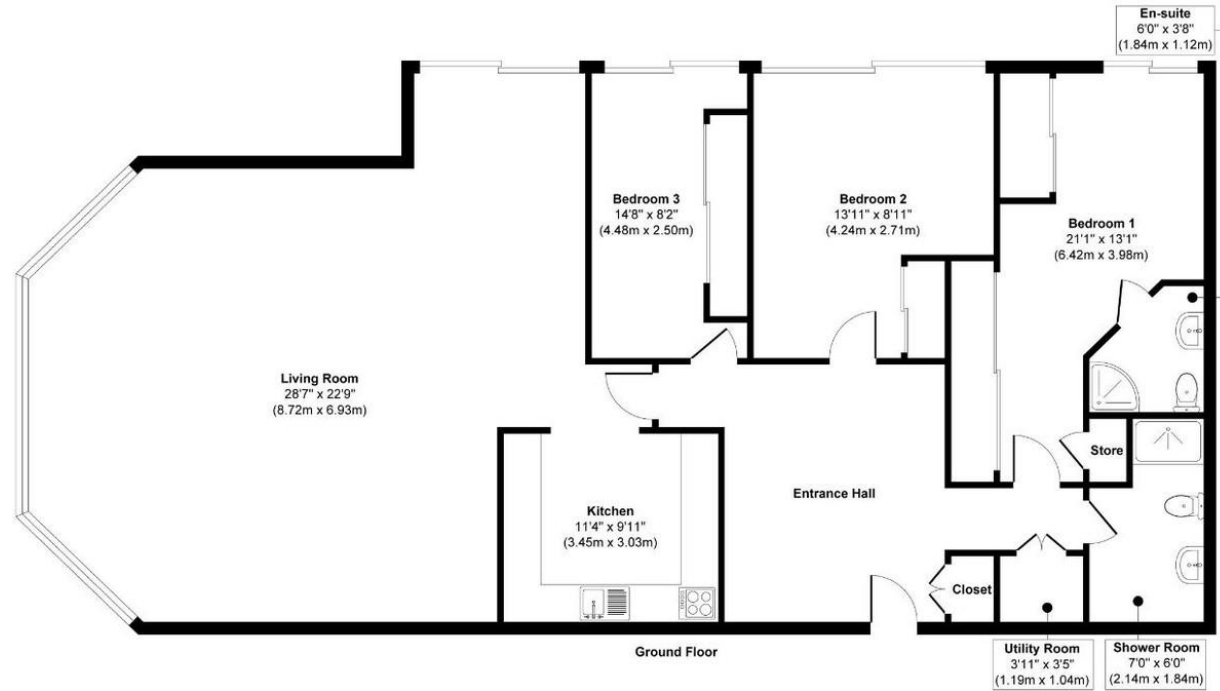 En-suite
6'0" x 3'8"
(1.84m x 1.12m)
Bedroom 3
14'8" x 8'2"
(4.48m x 2.50m)
Bedroom 2
13'11" x 8'11"
(4.24m x 2.71m)
Bedroom 1
21'1" x 13'1"
(6.42m x 3.98m)
Living Room
28'7" x 22'9"
(8.72m x 6.93m)
Store
Entrance Hall
Kitchen
11'4" x 9'11"
(3.45m x 3.03m)
Closet
Ground Floor
Utility Room
3'11" x 3'5"
(1.19m x 1.04m)
Shower Room
7'0" x 6'0"
(2.14m x 1.84m)